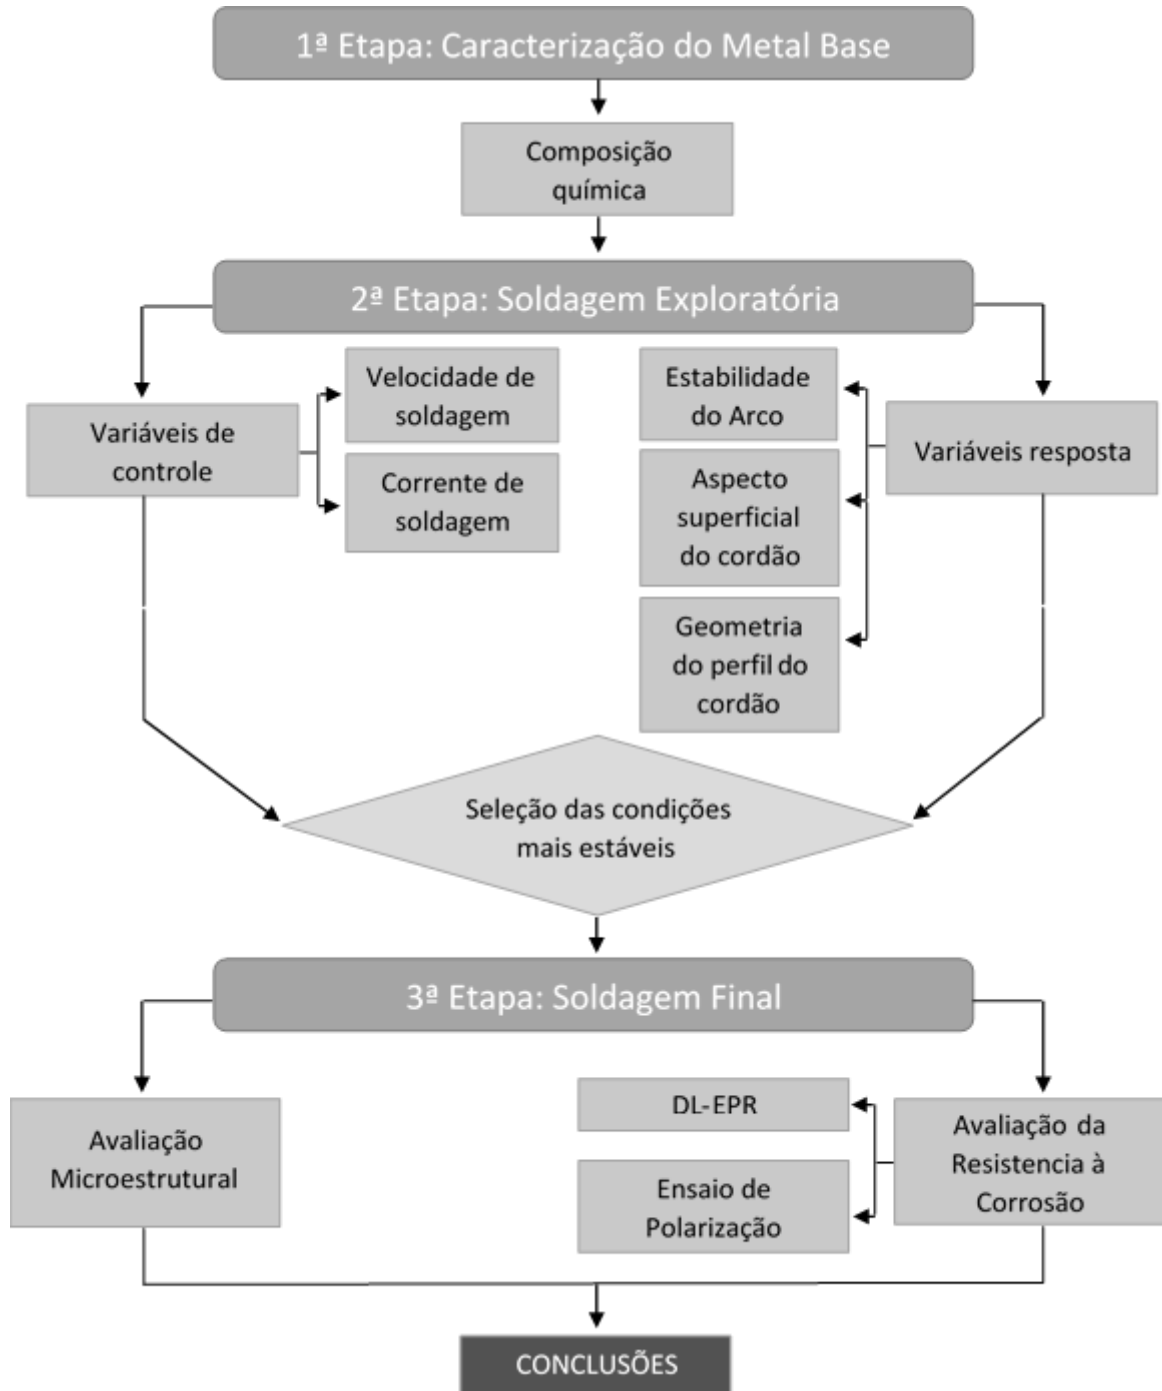 1ª Etapa: Caracterização do Metal Base
Composição
química
2ª Etapa: Soldagem Exploratória
Variáveis de
controle
Velocidade de
soldagem
Corrente de
soldagem
Estabilidade
do Arco
Aspecto
superficial
do cordão
Geometria
do perfil do
cordão
Variáveis resposta
Seleção das condições
mais estáveis
3ª Etapa: Soldagem Final
Avaliação
Microestrutural
DL-EPR
Ensaio de
Polarização
Avaliação da
Resistencia à
Corrosão
CONCLUSÕES